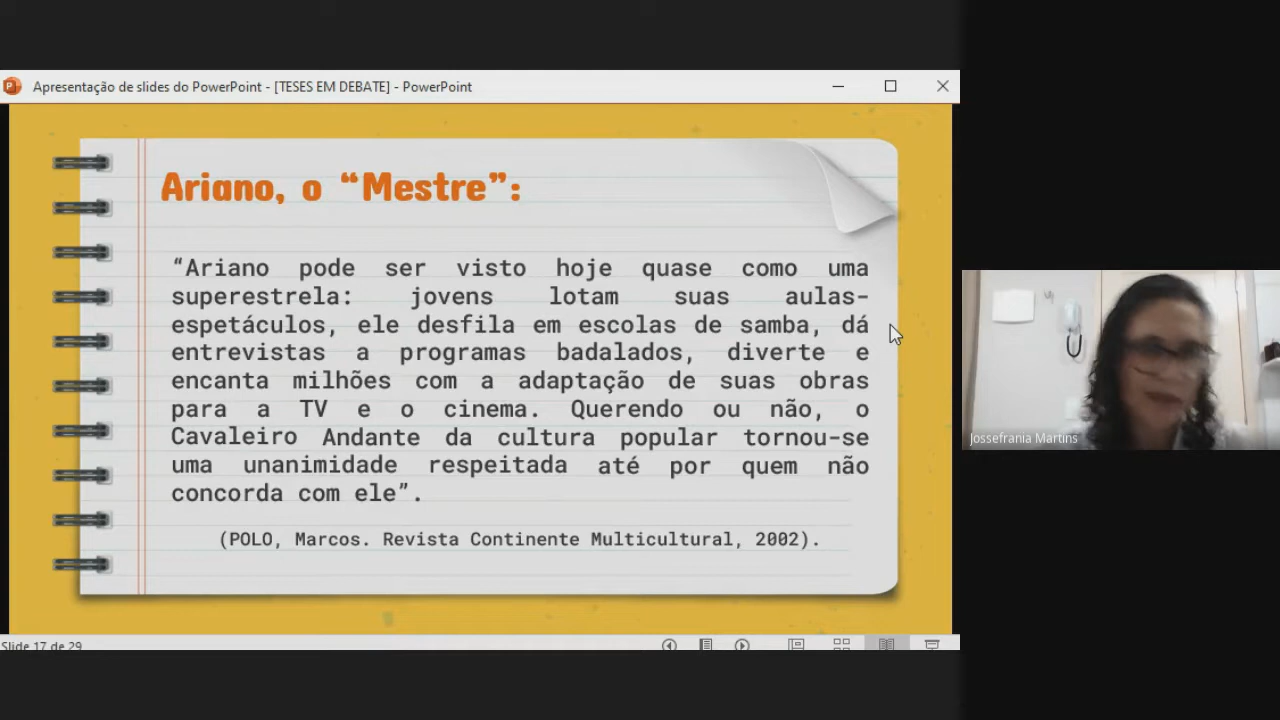 Apresentação de slides do PowerPoint - [TESES EM DEBATE] - PowerPoint
Ariano, o “Mestre”:
“Ariano pode ser visto hoje quase como uma
superestrela: jovens lotam suas aulas-
espetáculos, ele desfila em escolas de samba, dá
entrevistas a programas badalados, diverte e
encanta milhões com a adaptação de suas obras
para a TV e o cinema. Querendo ou não, o
Cavaleiro Andante da cultura popular tornou-se
uma unanimidade respeitada até por quem não
concorda com ele”.
(POLO, Marcos. Revista Continente Multicultural, 2002).
Jossefrania Martins
Slide 17 de 29